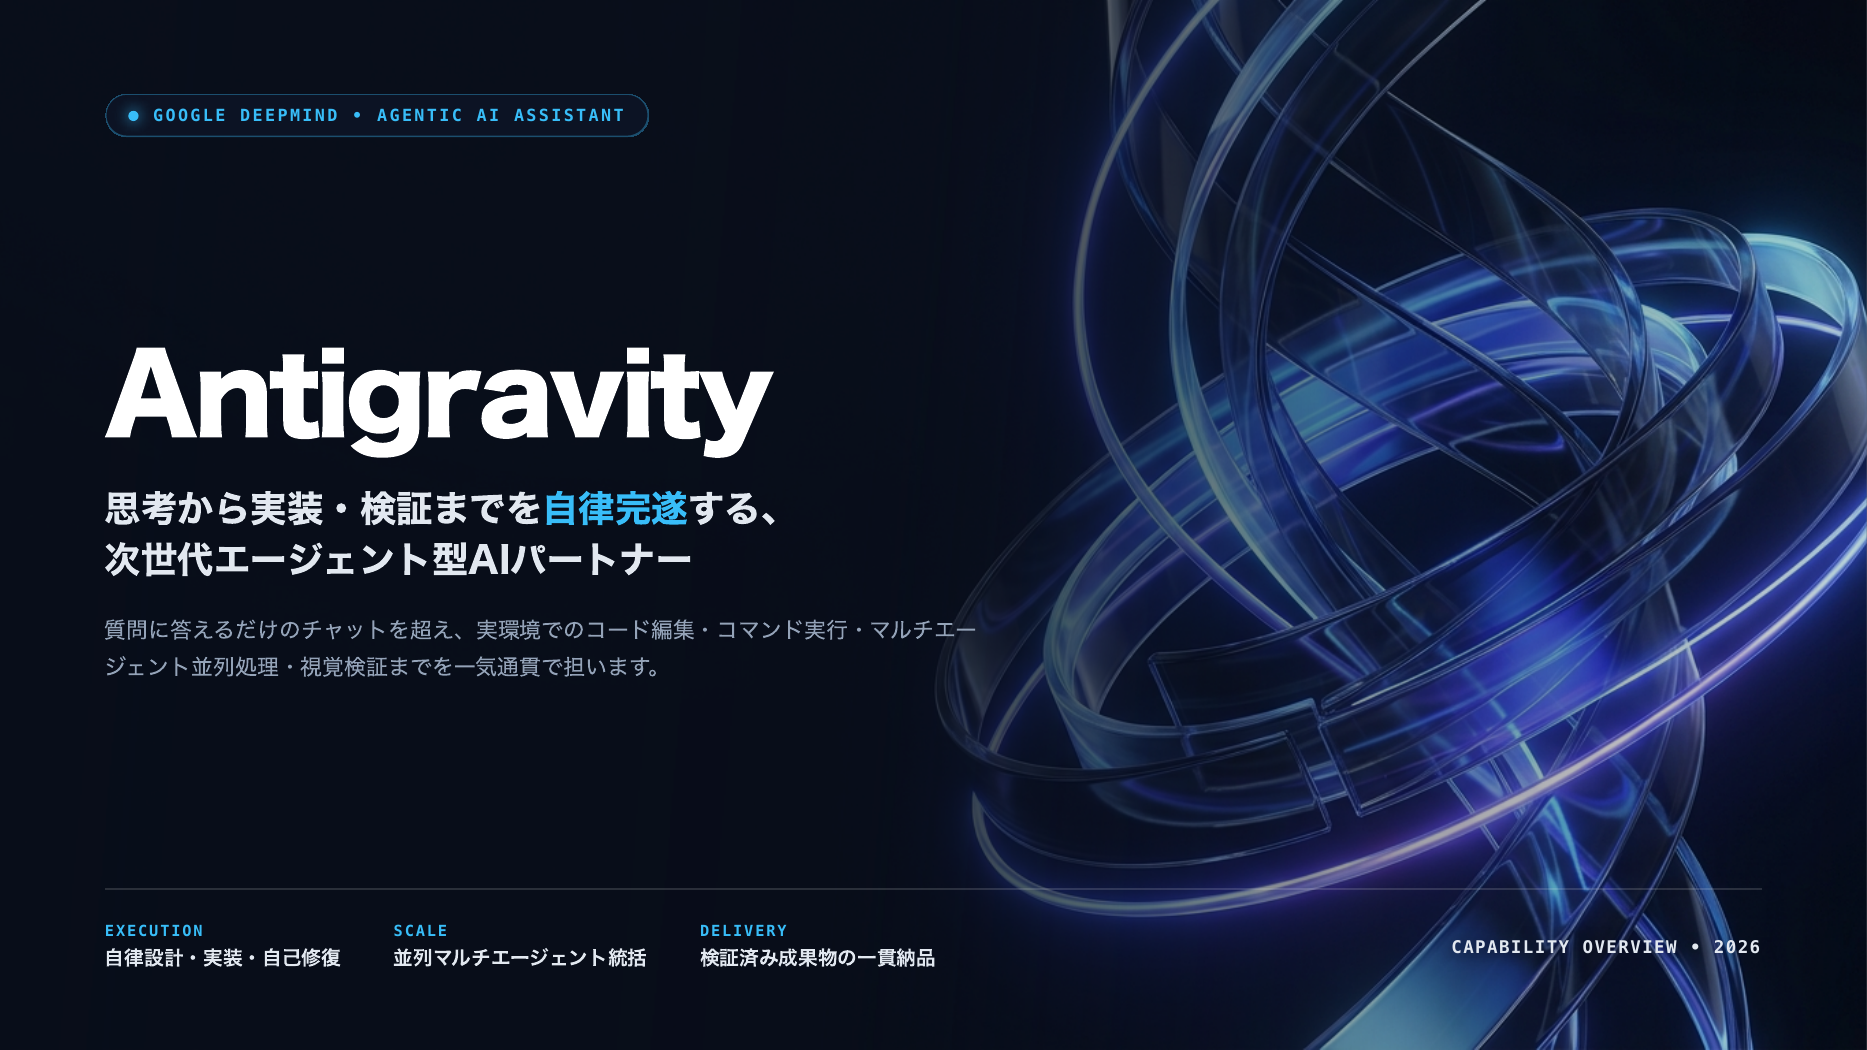 GOOGLE DEEPMIND • AGENTIC AI ASSISTANT
Antigravity
思考から実装・検証までを自律完遂する、
次世代エージェント型AIパートナー
質問に答えるだけのチャットを超え、実環境でのコード編集・コマンド実行・マルチエー
ジェント並列処理・視覚検証までを一気通貫で担います。
EXECUTION
自律設計・実装・自己修復
SCALE
並列マルチエージェント統括
DELIVERY
検証済み成果物の一貫納品
CAPABILITY OVERVIEW • 2026